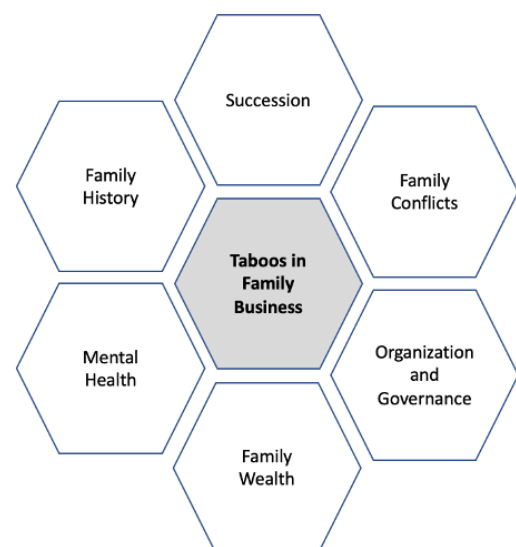 Succession
Family
History
Family
Conflicts
Taboos in
Family
Business
Mental
Health
Organization
and
Governance
Family
Wealth